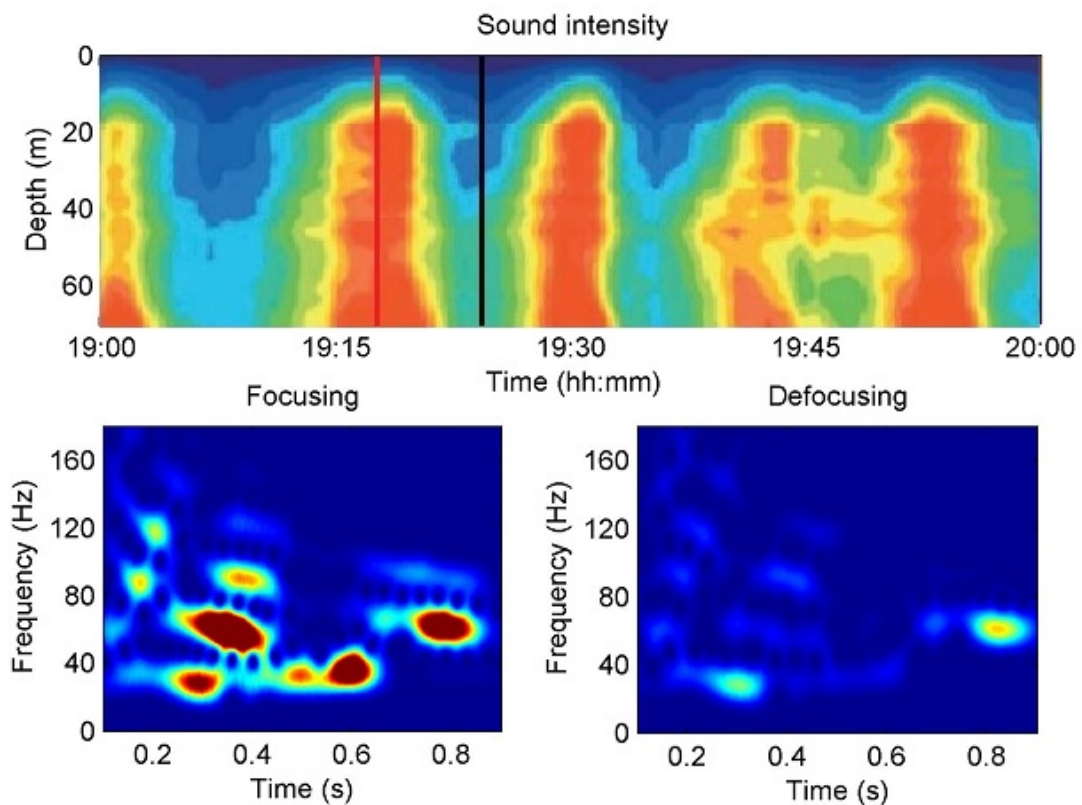 Sound intensity
Depth (m)
0
20
40
60
19:00 19:15 19:30 19:45 20:00
Time (hh:mm)
Focusing
Defocusing
Frequency (Hz)
160
120
80
40
0
0.2 0.4 0.6 0.8
Time (s)
Frequency (Hz)
160
120
80
40
0
0.2 0.4 0.6 0.8
Time (s)